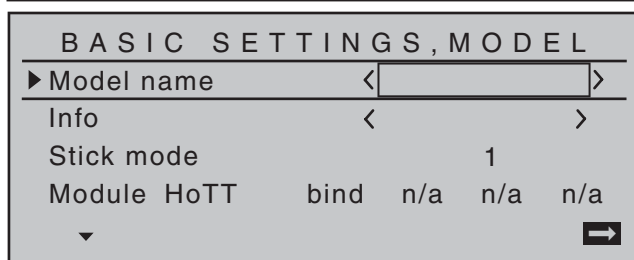 BASIC SETTINGS,MODEL
Model name < >
Info < >
Stick mode 1
Module HoTT bind n/a n/a n/a